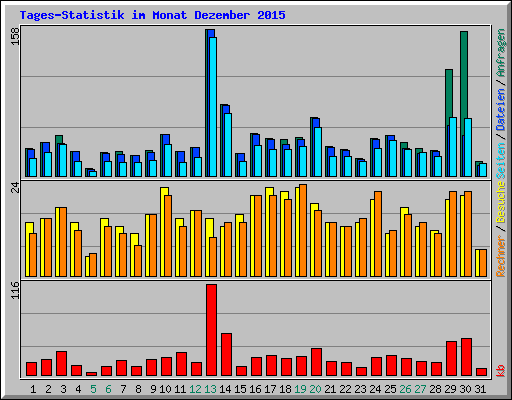 Tages-Statistik im Monat Dezember 2015
158
24
116
Rechner / Besuche Seiten / Dateien / Anfragen
kb
1 2 3 4 5 6 7 8 9 10 11 12 13 14 15 16 17 18 19 20 21 22 23 24 25 26 27 28 29 30 31